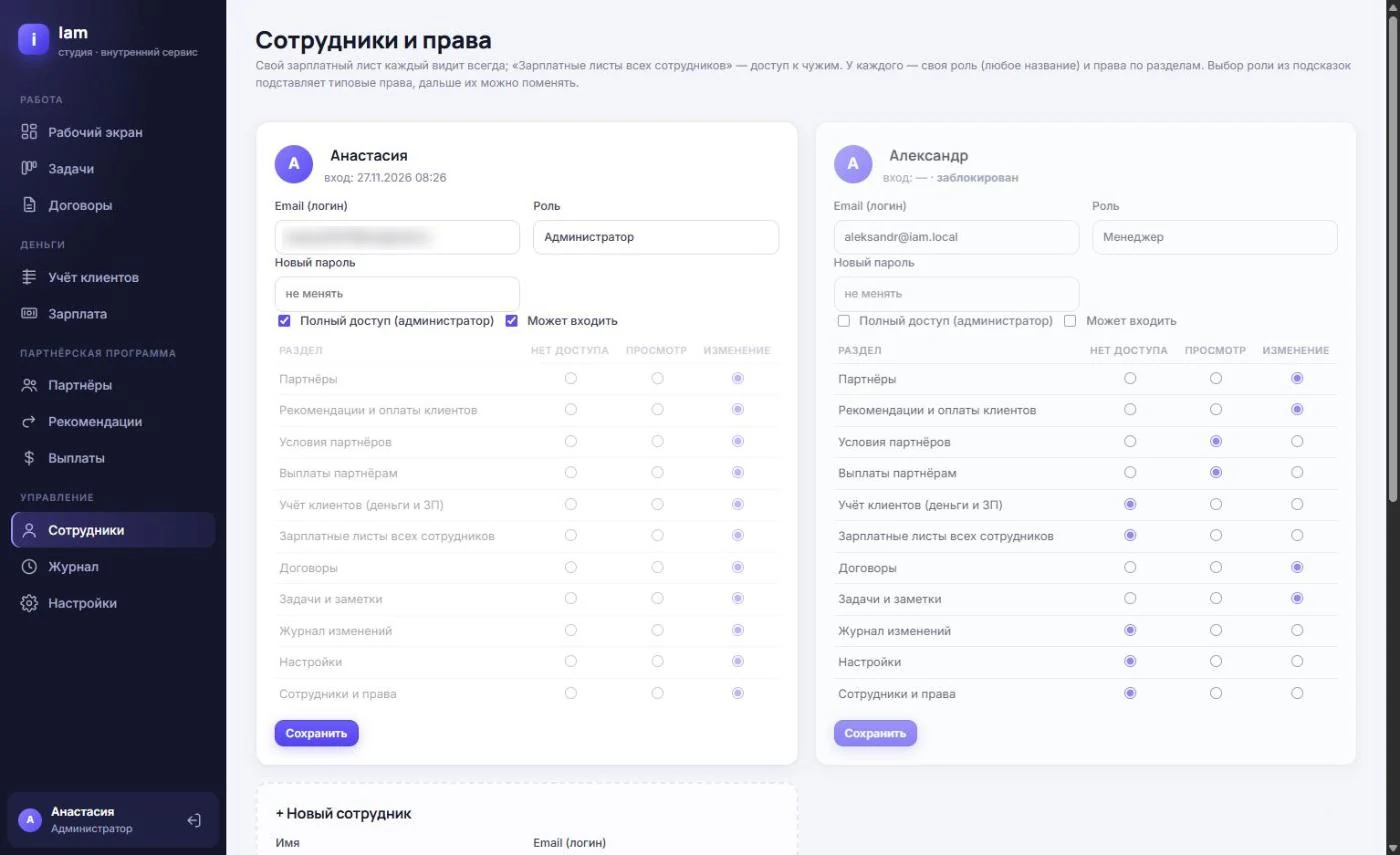 i
Iam
студия · внутренний сервис
РАБОТА
Рабочий экран
Задачи
Договоры
ДЕНЬГИ
Учёт клиентов
Зарплата
ПАРТНЁРСКАЯ ПРОГРАММА
Партнёры
Рекомендации
Выплаты
УПРАВЛЕНИЕ
Сотрудники
Журнал
Настройки
А
Анастасия
Администратор
Сотрудники и права
Свой зарплатный лист каждый видит всегда; «Зарплатные листы всех сотрудников» — доступ к чужим. У каждого — своя роль (любое название) и права по разделам. Выбор роли из подсказок
подставляет типовые права, дальше их можно поменять.
А
Анастасия
вход: 27.11.2026 08:26
Email (логин) Роль
Администратор
Новый пароль
не менять
Полный доступ (администратор) Может входить
РАЗДЕЛ НЕТ ДОСТУПА ПРОСМОТР ИЗМЕНЕНИЕ
Партнёры
Рекомендации и оплаты клиентов
Условия партнёров
Выплаты партнёрам
Учёт клиентов (деньги и ЗП)
Зарплатные листы всех сотрудников
Договоры
Задачи и заметки
Журнал изменений
Настройки
Сотрудники и права
Сохранить
А
Александр
вход: — · заблокирован
Email (логин) Роль
aleksandr@iam.local Менеджер
Новый пароль
не менять
Полный доступ (администратор) Может входить
РАЗДЕЛ НЕТ ДОСТУПА ПРОСМОТР ИЗМЕНЕНИЕ
Партнёры
Рекомендации и оплаты клиентов
Условия партнёров
Выплаты партнёрам
Учёт клиентов (деньги и ЗП)
Зарплатные листы всех сотрудников
Договоры
Задачи и заметки
Журнал изменений
Настройки
Сотрудники и права
Сохранить
+ Новый сотрудник
Имя Email (логин)